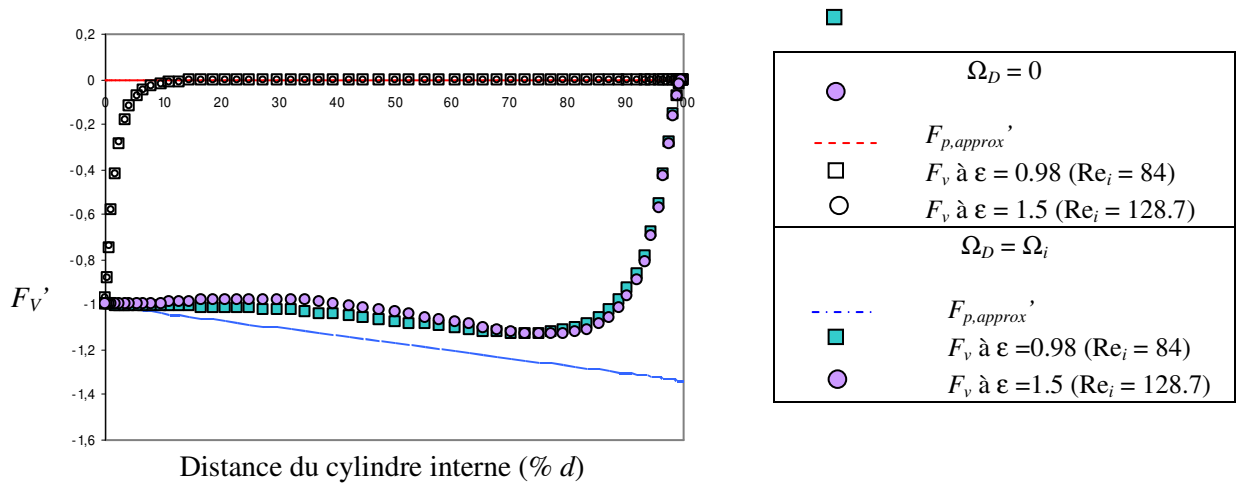 0,2
0
0 10 20 30 40 50 60 70 80 90 00
-0,2
-0,4
-0,6
-0,8
-1
-1,2
-1,4
-1,6
F_V’
Distance du cylindre interne (% d)
Ω_D = 0
F_p,approx’
F_v à ε = 0.98 (Re_i = 84)
F_v à ε = 1.5 (Re_i = 128.7)
Ω_D = Ω_i
F_p,approx’
F_v à ε =0.98 (Re_i = 84)
F_v à ε =1.5 (Re_i = 128.7)